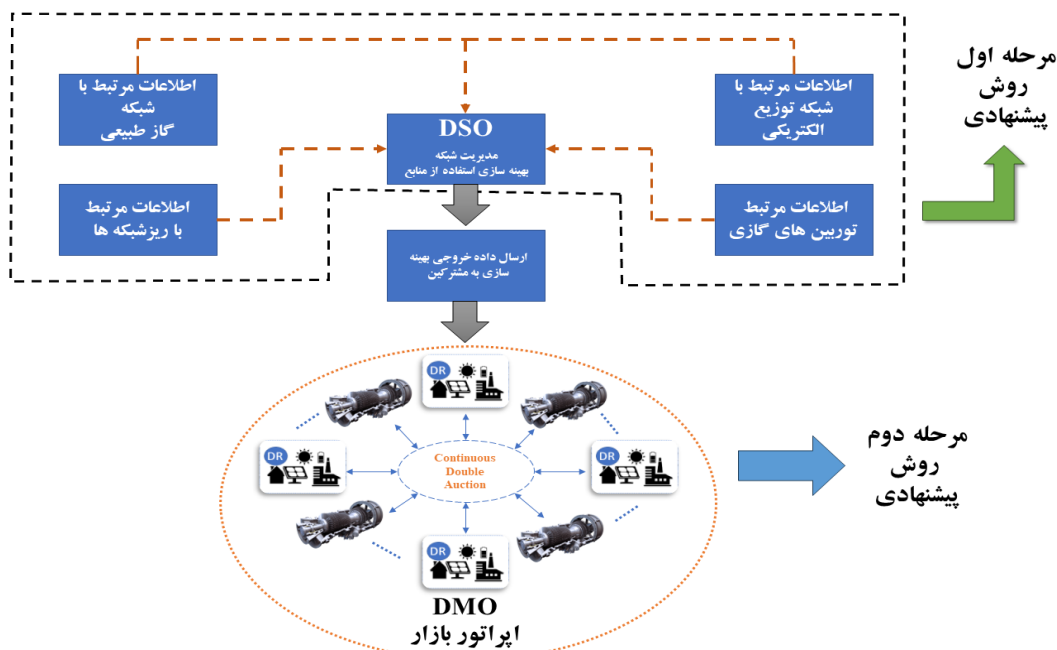 مرحله اول
روش
پیشنهادی
اطلاعات مرتبط با
شبکه توزیع
الکتریکی
اطلاعات مرتبط با
شبکه
گاز طبیعی
DSO
مدیریت شبکه
بهینه سازی استفاده از منابع
اطلاعات مرتبط
توربین های گازی
اطلاعات مرتبط
با ریزشبکه ها
ارسال داده خروجی بهینه
سازی به مشترکین
DR
DR
DR
Continuous
Double
Auction
DR
DMO
اپراتور بازار
مرحله دوم
روش
پیشنهادی